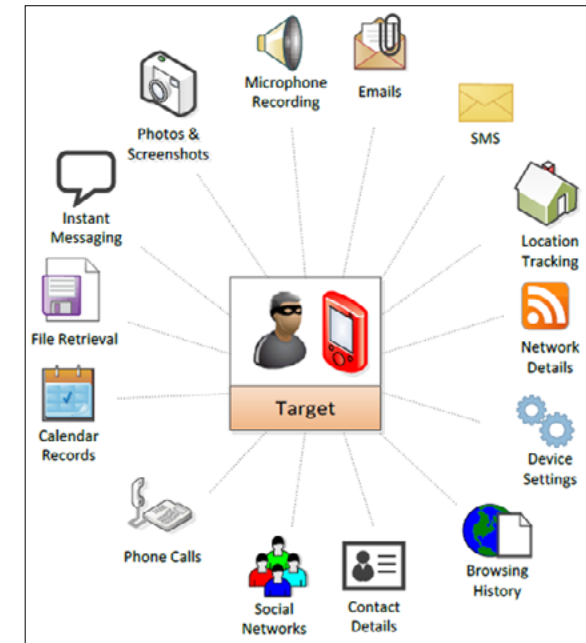 Microphone
Recording
Emails
SMS
Photos &
Screenshots
Instant
Messaging
Location
Tracking
File Retrieval
Network
Details
Target
Calendar
Records
Device
Settings
Phone Calls
Browsing
History
Social
Networks
Contact
Details